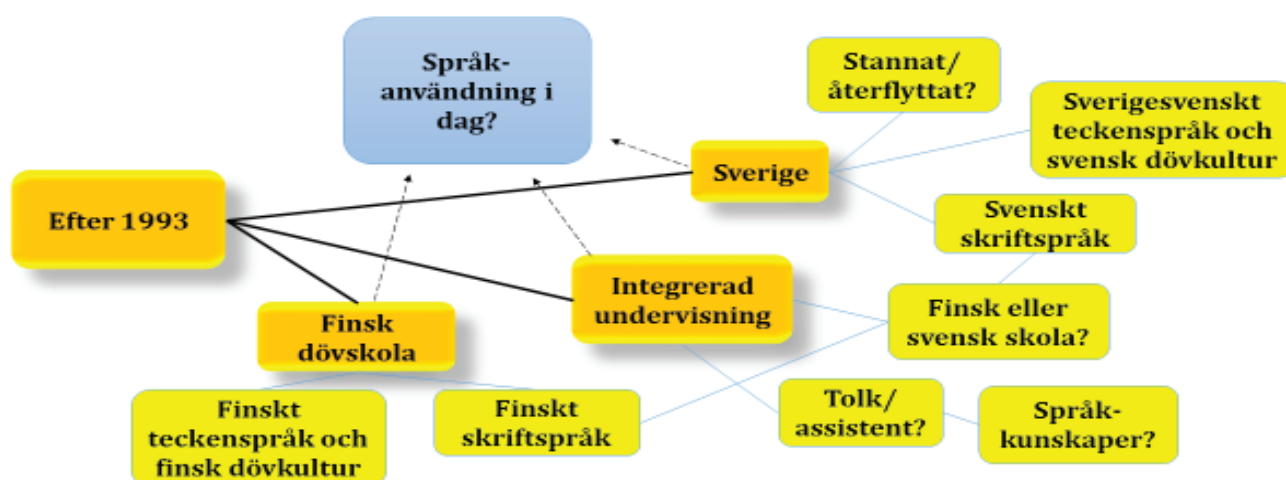 Språk-
användning i
dag?
Stannat/
återflyttat?
Sverigesvenskt
teckenspråk och
svensk dövkultur
Sverige
Efter 1993
Svenskt
skriftspråk
Integrerad
undervisning
Finsk eller
svensk skola?
Finsk
dövskola
Finskt
teckenspråk och
finsk dövkultur
Finskt
skriftspråk
Tolk/
assistent?
Språk-
kunskaper?